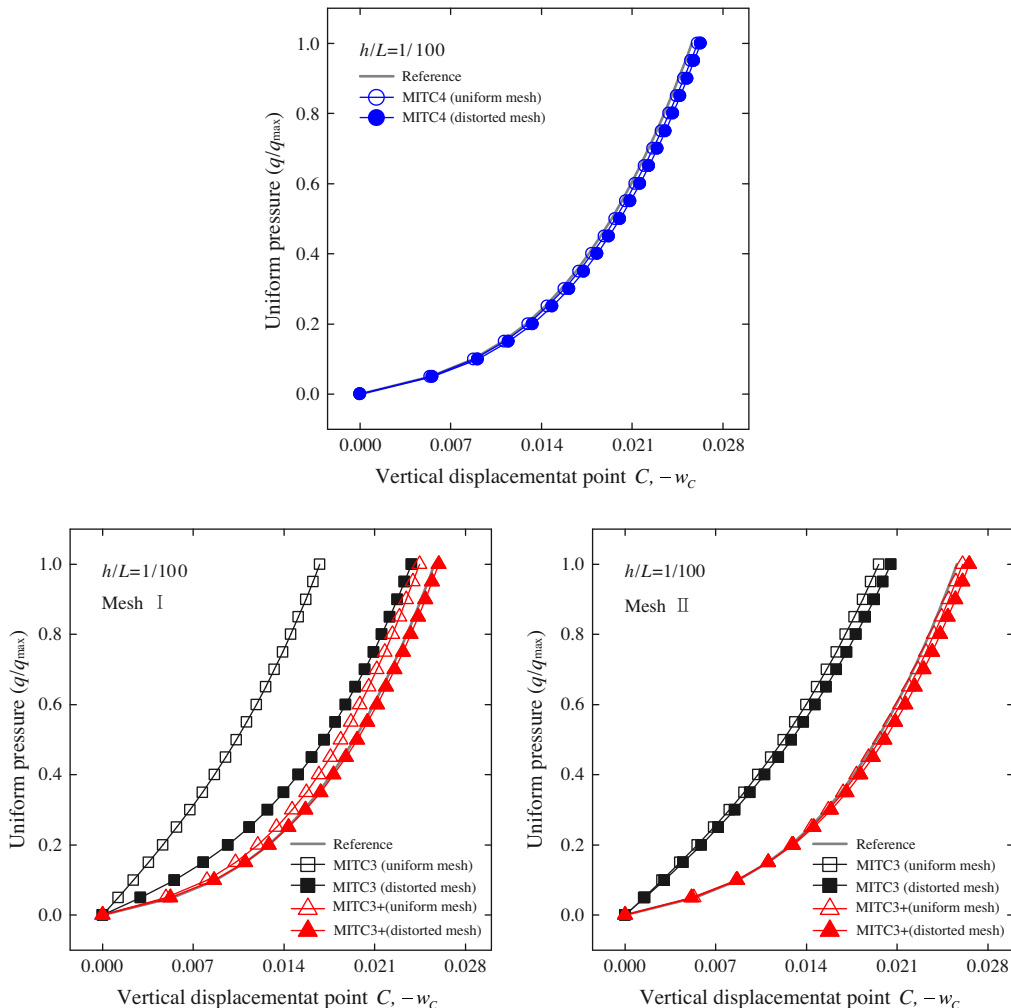 h/L=1/100
Reference
MITC4 (uniform mesh)
MITC4 (distorted mesh)
Uniform pressure (q/qmax)
1.0
0.8
0.6
0.4
0.2
0.0
0.000 0.007 0.014 0.021 0.028
Vertical displacementat point C, −wC
h/L=1/100
Mesh I
Reference
MITC3 (uniform mesh)
MITC3 (distorted mesh)
MITC3+(uniform mesh)
MITC3+(distorted mesh)
Uniform pressure (q/qmax)
1.0
0.8
0.6
0.4
0.2
0.0
0.000 0.007 0.014 0.021 0.028
Vertical displacementat point C, −wC
h/L=1/100
Mesh II
Reference
MITC3 (uniform mesh)
MITC3 (distorted mesh)
MITC3+(uniform mesh)
MITC3+(distorted mesh)
Uniform pressure (q/qmax)
1.0
0.8
0.6
0.4
0.2
0.0
0.000 0.007 0.014 0.021 0.028
Vertical displacementat point C, −wC